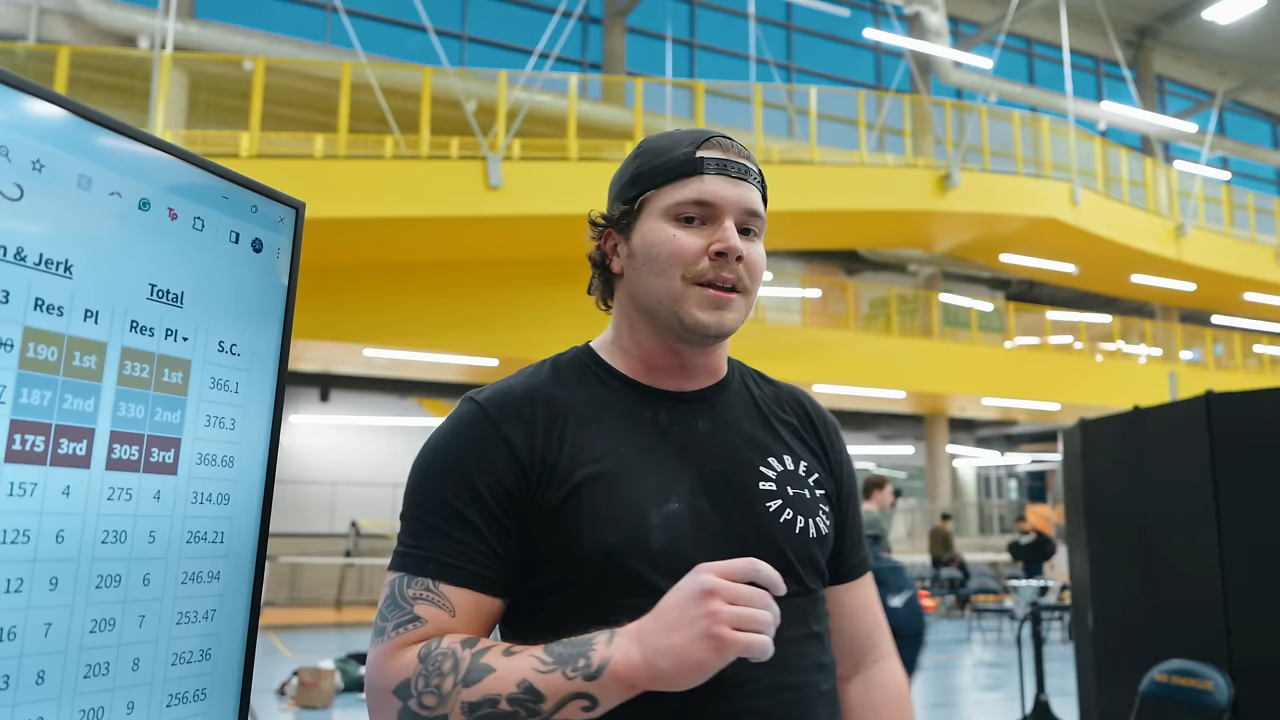 Tp
n & Jerk
Total
3 Res Pl Res Pl S.C.
90 190 1st 332 1st 366.1
7 187 2nd 330 2nd 376.3
175 3rd 305 3rd 368.68
157 4 275 4 314.09
125 6 230 5 264.21
12 9 209 6 246.94
16 7 209 7 253.47
3 8 203 8 262.36
200 9 256.65
BARBELL
APPAREL